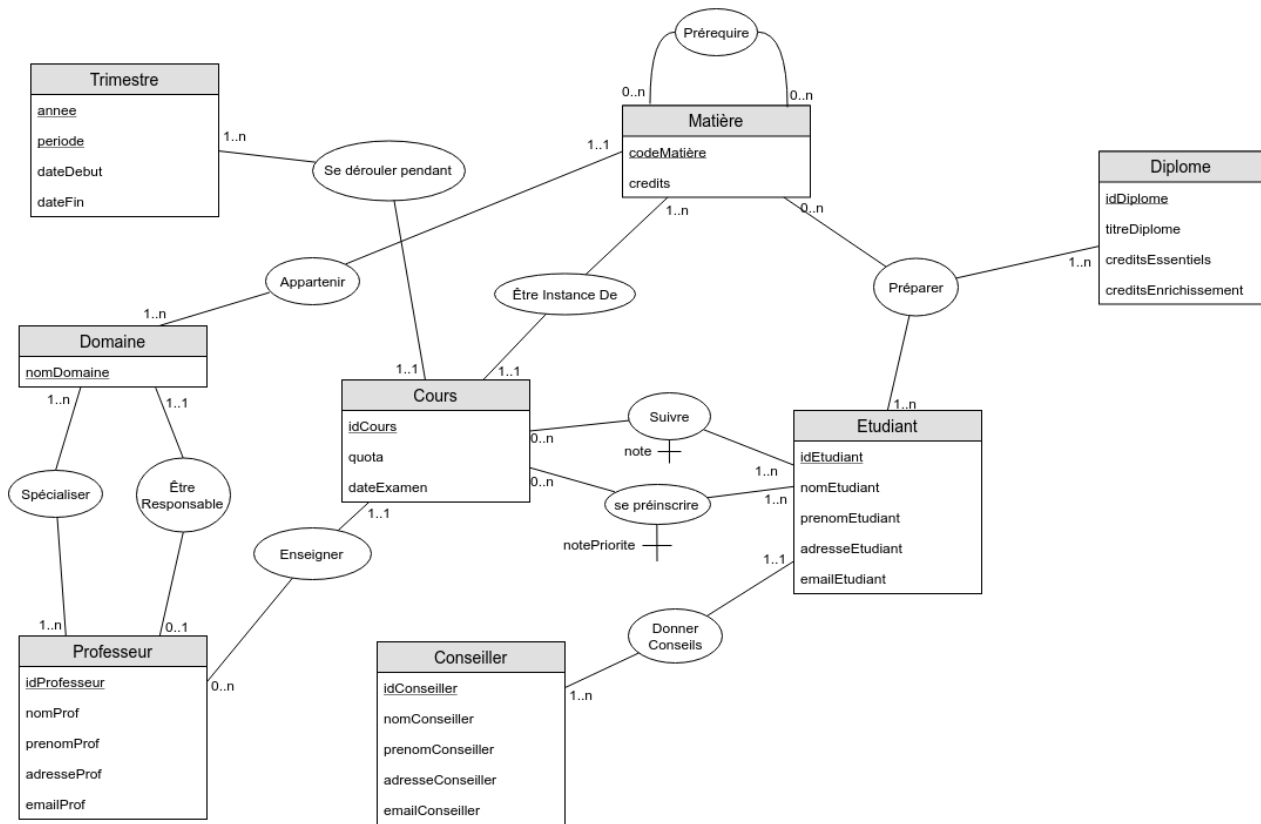 Prérequire
Trimestre
annee
periode
dateDebut
dateFin
1..n
Se dérouler pendant
1..1
0..n
0..n
Matière
codeMatière
credits
1..1
1..n
0..n
Diplome
idDiplome
titreDiplome
creditsEssentiels
creditsEnrichissement
1..n
Appartenir
1..n
Être Instance De
1..1
Préparer
1..n
Domaine
nomDomaine
1..n
1..1
Cours
idCours
quota
dateExamen
0..n
0..n
1..1
Suivre
note
1..n
se préinscrire
notePriorite
1..n
Etudiant
idEtudiant
nomEtudiant
prenomEtudiant
adresseEtudiant
emailEtudiant
1..1
Spécialiser
Être
Responsable
Enseigner
1..n
0..1
0..n
Professeur
idProfesseur
nomProf
prenomProf
adresseProf
emailProf
Donner
Conseils
1..n
Conseiller
idConseiller
nomConseiller
prenomConseiller
adresseConseiller
emailConseiller